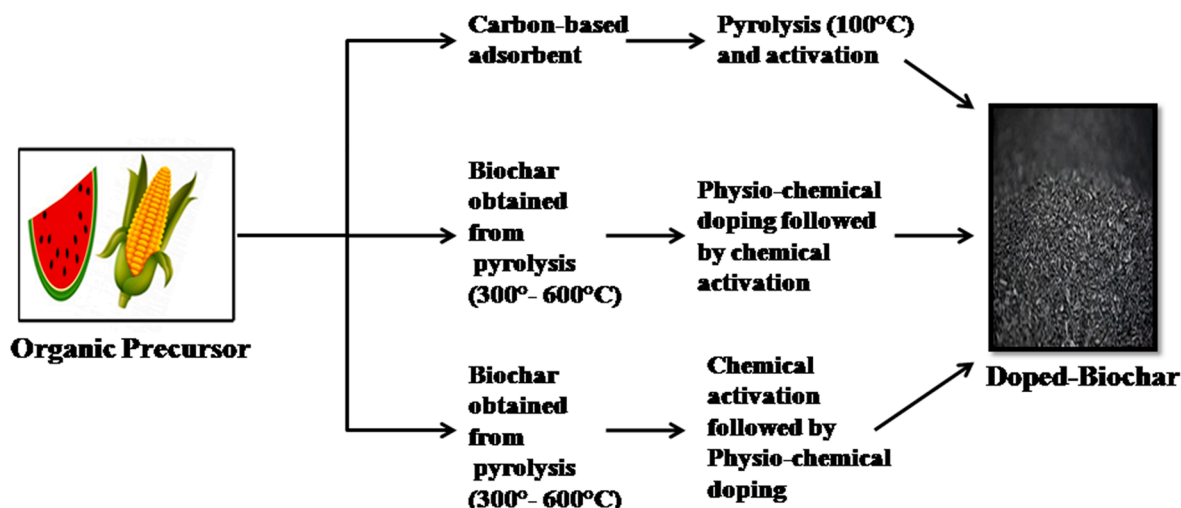 Carbon-based
adsorbent
Pyrolysis (100°C)
and activation
Organic Precursor
Biochar
obtained
from
pyrolysis
(300°- 600°C)
Physio-chemical
doping followed
by chemical
activation
Doped-Biochar
Biochar
obtained
from
pyrolysis
(300°- 600°C)
Chemical
activation
followed by
Physio-chemical
doping